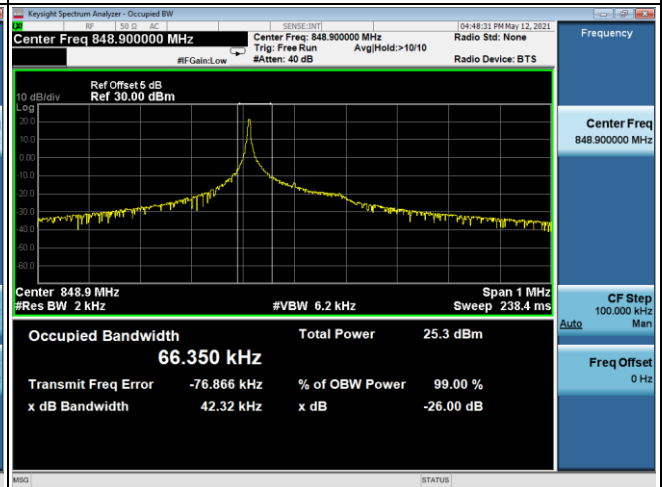 Keysight Spectrum Analyzer - Occupied BW
RF 50 Ω AC SENSE:INT 04:48:31 PM May 12, 2021
Center Freq 848.900000 MHz Center Freq: 848.900000 MHz Radio Std: None Frequency
Trig: Free Run Avg|Hold:>10/10
#IFGain:Low #Atten: 40 dB Radio Device: BTS
Ref Offset 5 dB
10 dB/div Ref 30.00 dBm
Log
20.0
10.0
0.00
-10.0
-20.0
-30.0
-40.0
-50.0
-60.0
Center Freq
848.900000 MHz
Center 848.9 MHz Span 1 MHz
#Res BW 2 kHz #VBW 6.2 kHz Sweep 238.4 ms
CF Step
100.000 kHz
Auto Man
Occupied Bandwidth Total Power 25.3 dBm
66.350 kHz
Transmit Freq Error -76.866 kHz % of OBW Power 99.00 %
x dB Bandwidth 42.32 kHz x dB -26.00 dB
Freq Offset
0 Hz
MSG STATUS